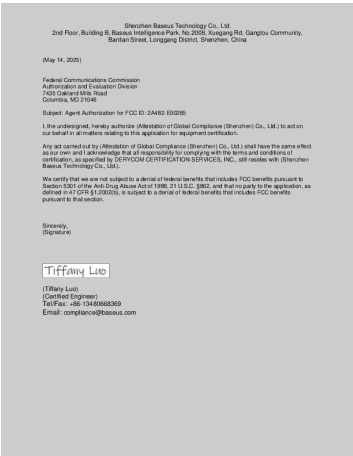 Shenzhen Baseus Technology Co., Ltd.
2nd Floor, Building B, Baseus Intelligence Park, No.2008, Xuegang Rd, Gangtou Community,
Bantian Street, Longgang District, Shenzhen, China
(May 14, 2025)
Federal Communications Commission
Authorization and Evaluation Division
7435 Oakland Mills Road
Columbia, MD 21046
Subject: Agent Authorization for FCC ID: 2A482-E00285
I, the undersigned, hereby authorize (Attestation of Global Compliance (Shenzhen) Co., Ltd.) to act on
our behalf in all matters relating to this application for equipment certification.
Any act carried out by (Attestation of Global Compliance (Shenzhen) Co., Ltd.) shall have the same effect
as our own and I acknowledge that all responsibility for complying with the terms and conditions of
certification, as specified by DERYCOM CERTIFICATION SERVICES, INC., still resides with (Shenzhen
Baseus Technology Co., Ltd.).
We certify that we are not subject to a denial of federal benefits that includes FCC benefits pursuant to
Section 5301 of the Anti-Drug Abuse Act of 1988, 21 U.S.C. §862, and that no party to the application, as
defined in 47 CFR §1.2002(b), is subject to a denial of federal benefits that includes FCC benefits
pursuant to that section.
Sincerely,
(Signature)
Tiffany Luo
(Tiffany Luo)
(Certified Engineer)
Tel/Fax: +86-13480668369
Email: compliance@baseus.com